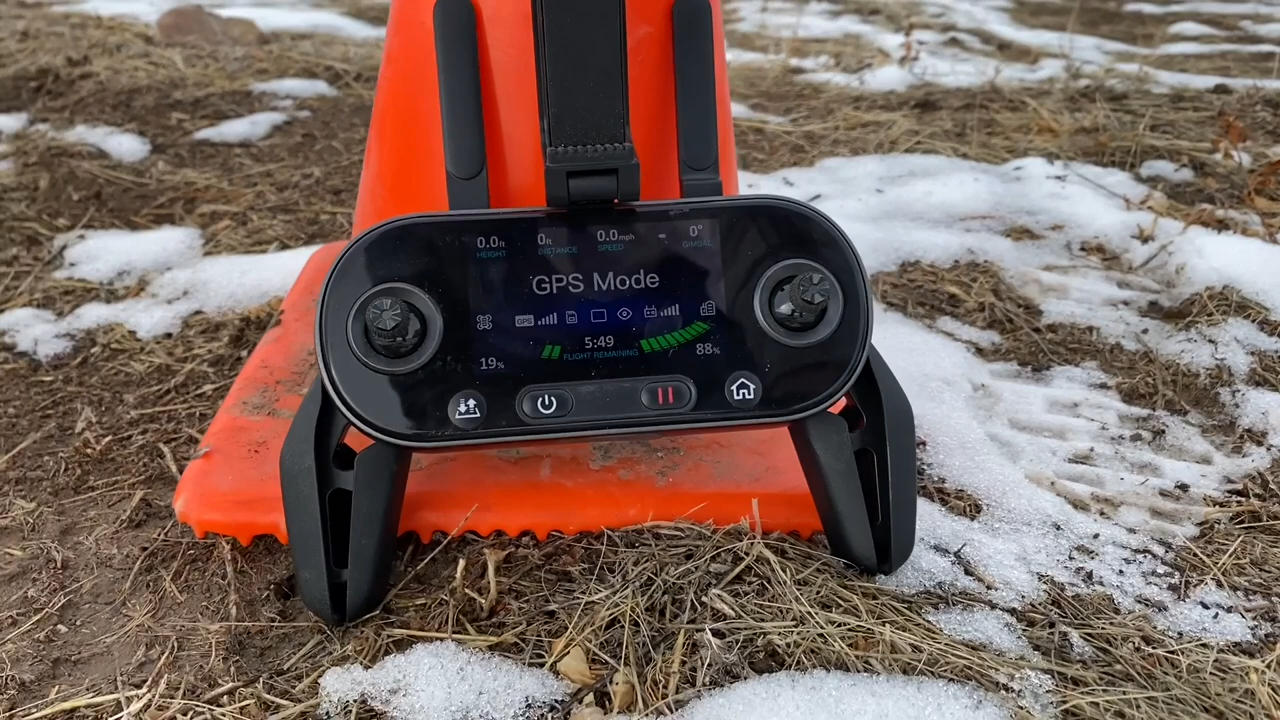 0.0ft 0ft 0.0mph 0°
HEIGHT DISTANCE SPEED GIMBAL
GPS Mode
GPS
5:49
19% FLIGHT REMAINING 88%